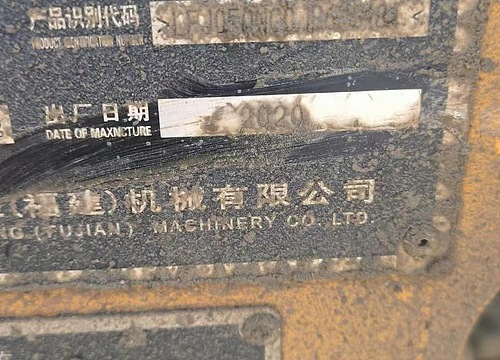 产品识别代码
PRODUCT IDENTIFICATION NUMBER
出厂日期 2020
DATE OF MANXNCTURE
(福建)机械有限公司
(FUJIAN) MACHINERY CO. LTD